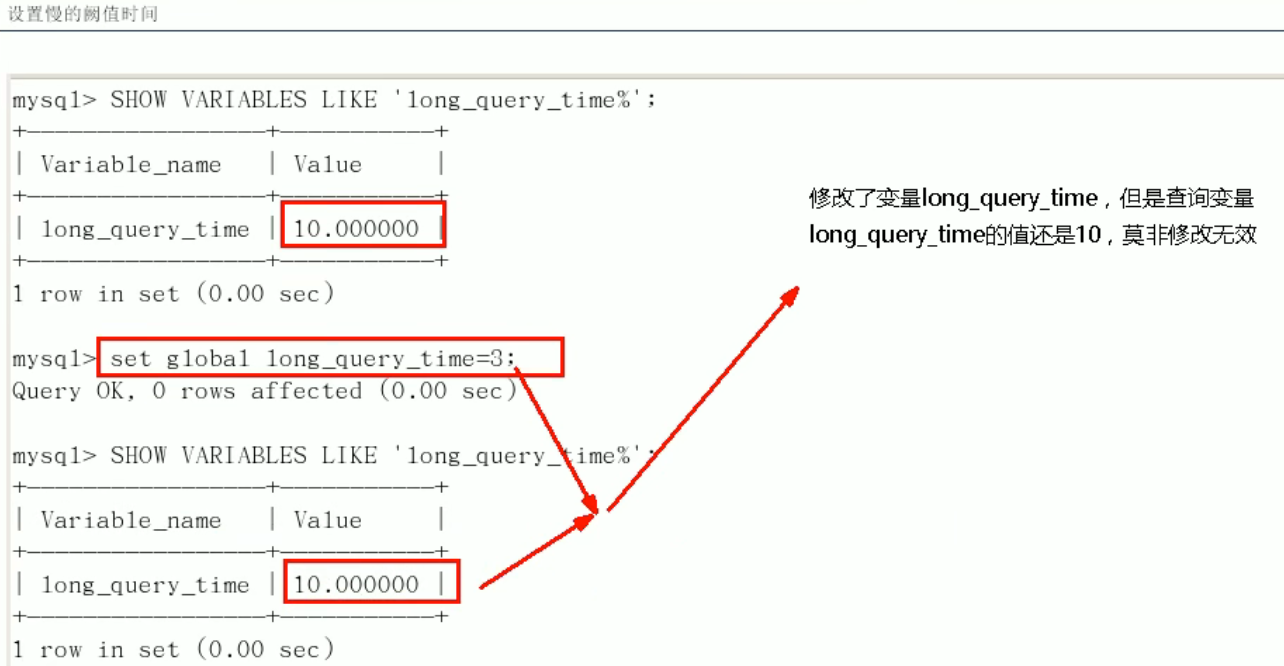 设置慢的阙值时间
mysql> SHOW VARIABLES LIKE 'long_query_time%';
+-----------------+-----------+
| Variable_name | Value |
+-----------------+-----------+
| long_query_time | 10.000000 |
+-----------------+-----------+
1 row in set (0.00 sec)
修改了变量long_query_time，但是查询变量
long_query_time的值还是10，莫非修改无效
mysql> set global long_query_time=3;
Query OK, 0 rows affected (0.00 sec)
mysql> SHOW VARIABLES LIKE 'long_query_time%';
+-----------------+-----------+
| Variable_name | Value |
+-----------------+-----------+
| long_query_time | 10.000000 |
+-----------------+-----------+
1 row in set (0.00 sec)